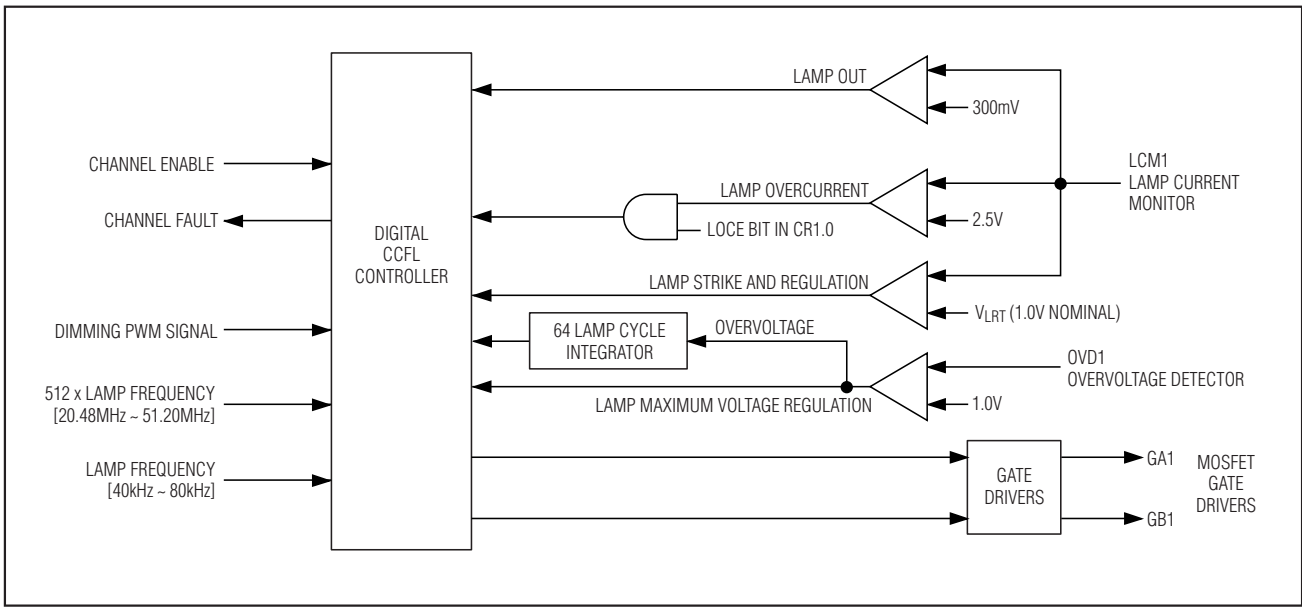 LAMP OUT
300mV
LCM1
LAMP CURRENT
MONITOR
CHANNEL ENABLE
LAMP OVERCURRENT
2.5V
CHANNEL FAULT
LOCE BIT IN CR1.0
DIGITAL
CCFL
CONTROLLER
LAMP STRIKE AND REGULATION
VLRT (1.0V NOMINAL)
DIMMING PWM SIGNAL
64 LAMP CYCLE
INTEGRATOR
OVERVOLTAGE
OVD1
OVERVOLTAGE DETECTOR
512 x LAMP FREQUENCY
[20.48MHz ~ 51.20MHz]
LAMP MAXIMUM VOLTAGE REGULATION
1.0V
LAMP FREQUENCY
[40kHz ~ 80kHz]
GATE
DRIVERS
GA1
GB1
MOSFET
GATE
DRIVERS